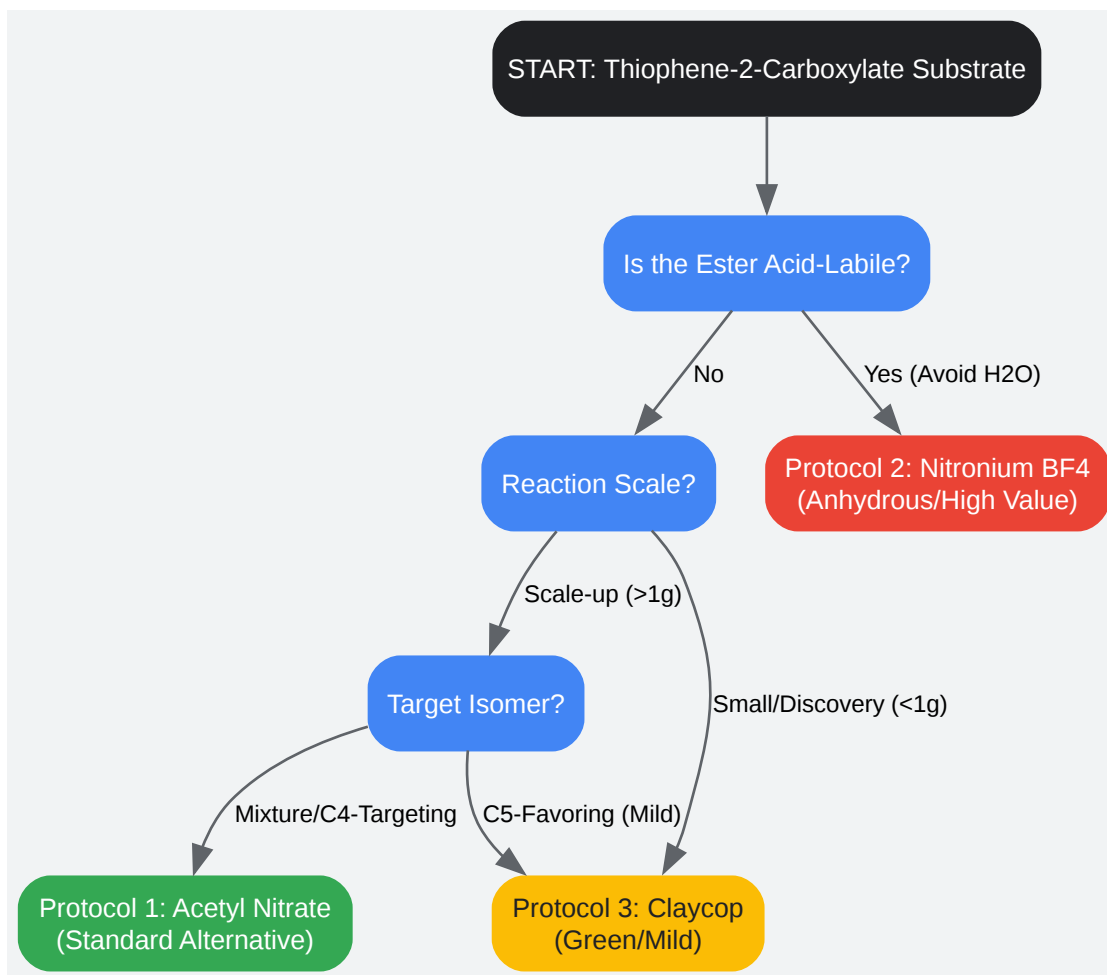 START: Thiophene-2-Carboxylate Substrate
Is the Ester Acid-Labile?
No
Yes (Avoid H2O)
Reaction Scale?
Protocol 2: Nitronium BF4
(Anhydrous/High Value)
Scale-up (>1g)
Target Isomer?
Small/Discovery (<1g)
Mixture/C4-Targeting
C5-Favoring (Mild)
Protocol 1: Acetyl Nitrate
(Standard Alternative)
Protocol 3: Claycop
(Green/Mild)